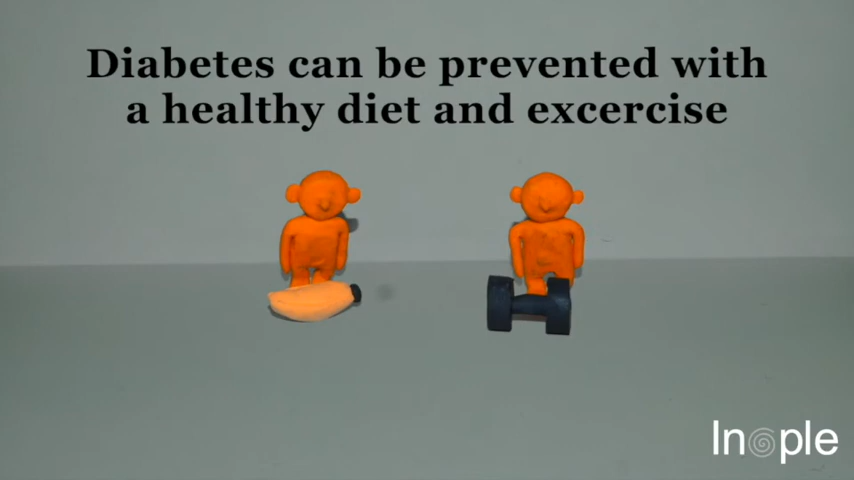 Diabetes can be prevented with
a healthy diet and excercise
Inople